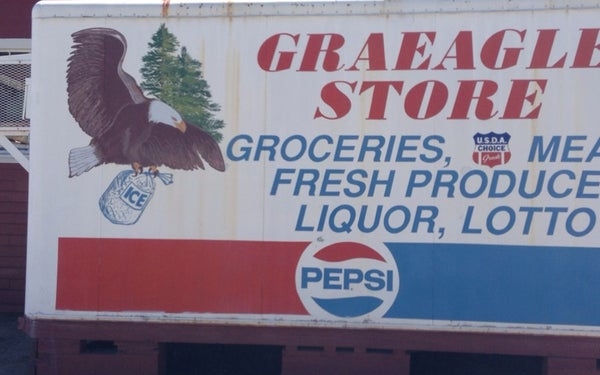 GRAEAGLE
STORE
GROCERIES, U.S.D.A. CHOICE MEA
FRESH PRODUCE
LIQUOR, LOTTO
ICE
PEPSI